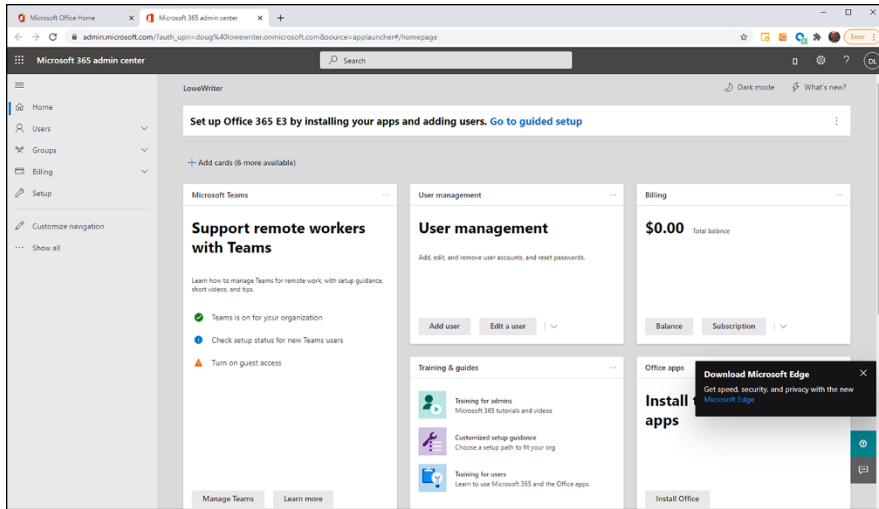 Microsoft Office Home
Microsoft 365 admin center
admin.microsoft.com/?auth_upn=doug%40lowewriter.onmicrosoft.com&source=applauncher#/homepage
Error
Microsoft 365 admin center
Search
DL
LoweWriter
Dark mode
What's new?
Home
Users
Groups
Billing
Setup
Customize navigation
Show all
Set up Office 365 E3 by installing your apps and adding users. Go to guided setup
Add cards (6 more available)
Microsoft Teams
Support remote workers
with Teams
Learn how to manage Teams for remote work, with setup guidance,
short videos, and tips.
Teams is on for your organization
Check setup status for new Teams users
Turn on guest access
Manage Teams
Learn more
User management
User management
Add, edit, and remove user accounts, and reset passwords.
Add user
Edit a user
Billing
$0.00 Total balance
Balance
Subscription
Training & guides
Training for admins
Microsoft 365 tutorials and videos
Customized setup guidance
Choose a setup path to fit your org
Training for users
Learn to use Microsoft 365 and the Office apps
Office apps
Install
apps
Install Office
Download Microsoft Edge
Get speed, security, and privacy with the new
Microsoft Edge